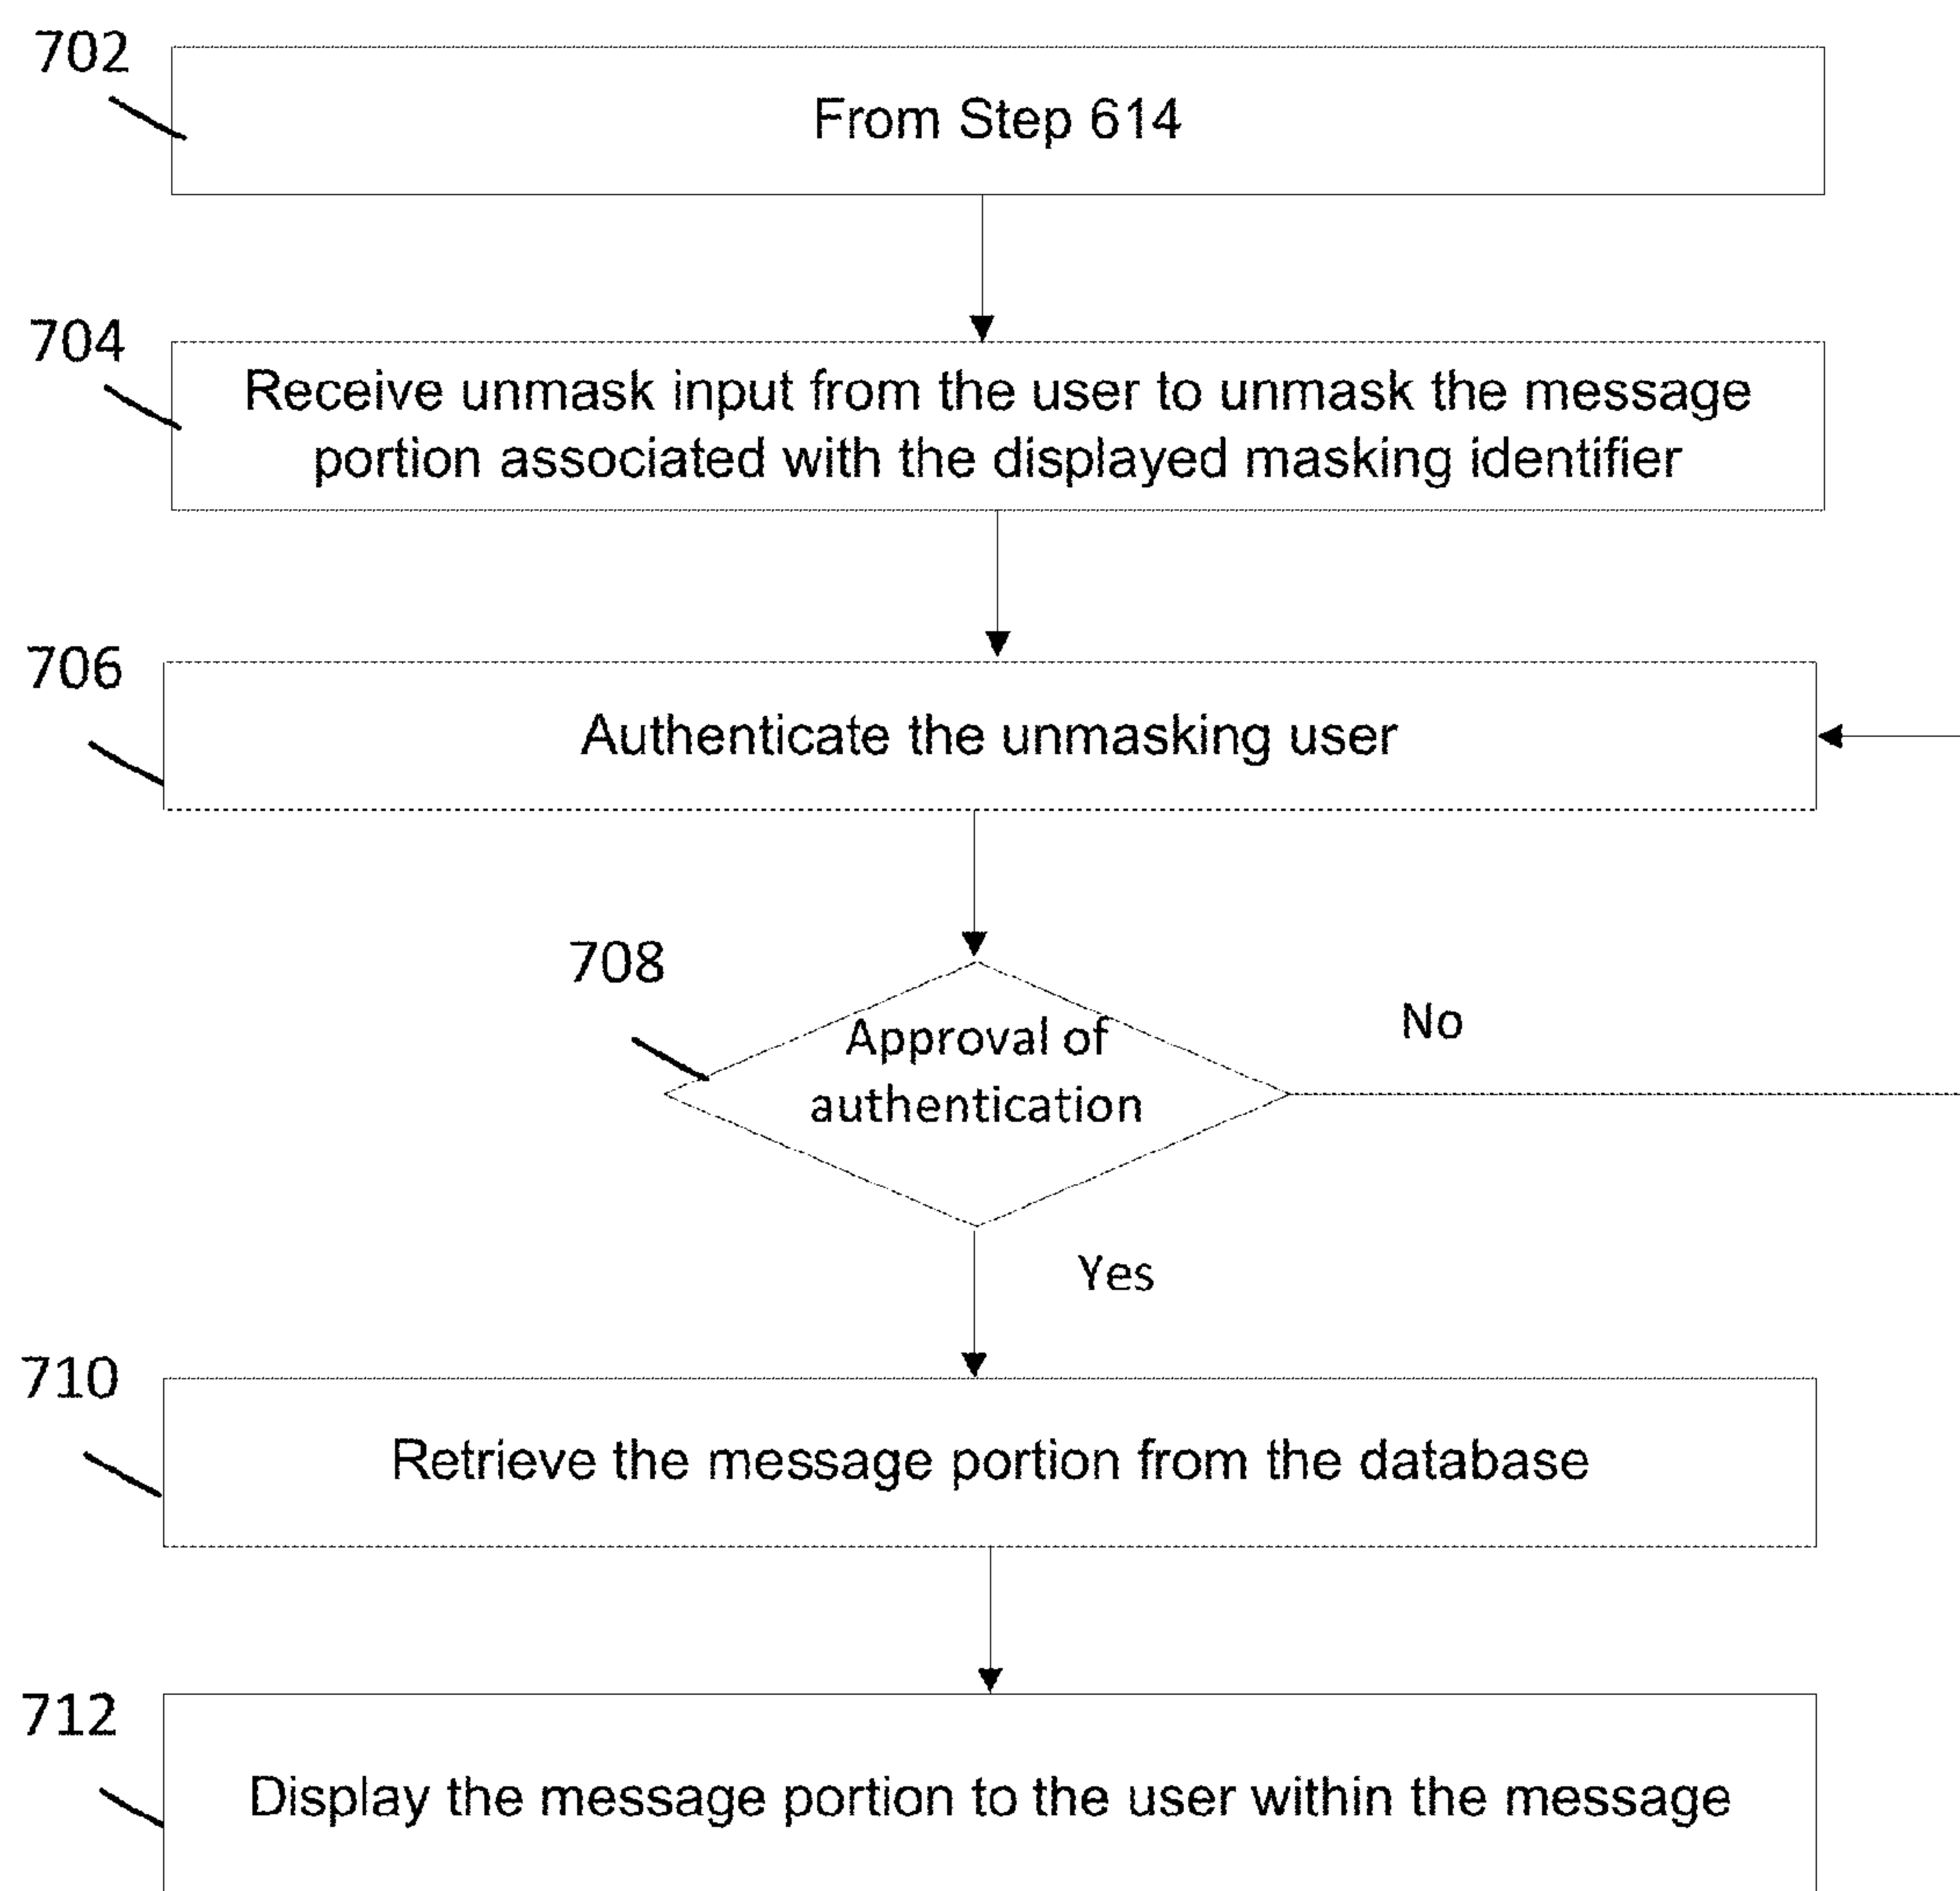 702
From Step 614
704
Receive unmask input from the user to unmask the message
portion associated with the displayed masking identifier
706
Authenticate the unmasking user
708
Approval of
authentication
No
Yes
710
Retrieve the message portion from the database
712
Display the message portion to the user within the message